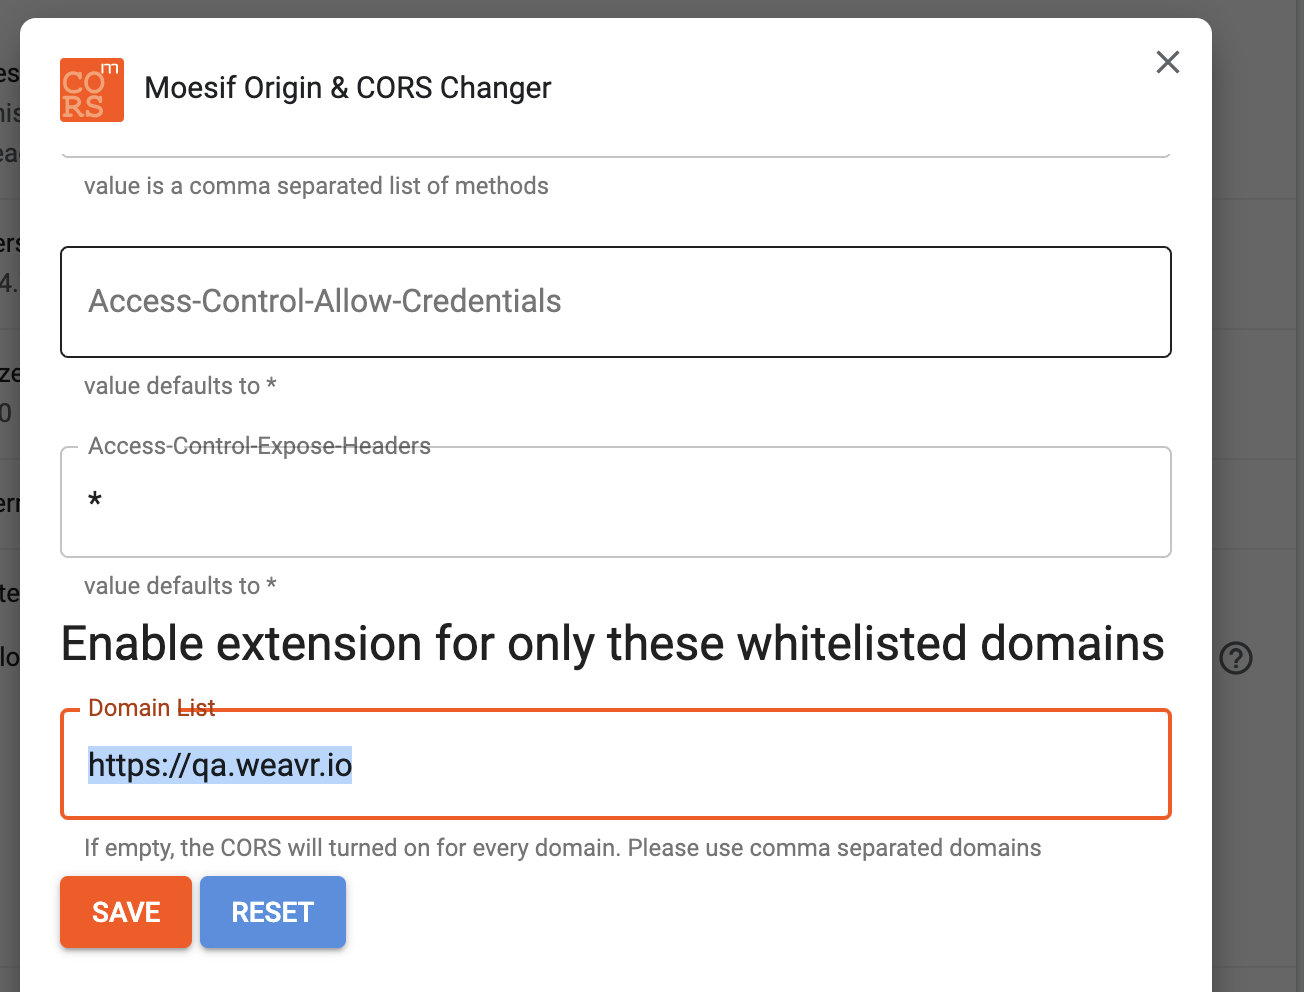 CORS m
Moesif Origin & CORS Changer
value is a comma separated list of methods
Access-Control-Allow-Credentials
value defaults to *
Access-Control-Expose-Headers
*
value defaults to *
Enable extension for only these whitelisted domains
Domain List
https://qa.weavr.io
If empty, the CORS will turned on for every domain. Please use comma separated domains
SAVE RESET